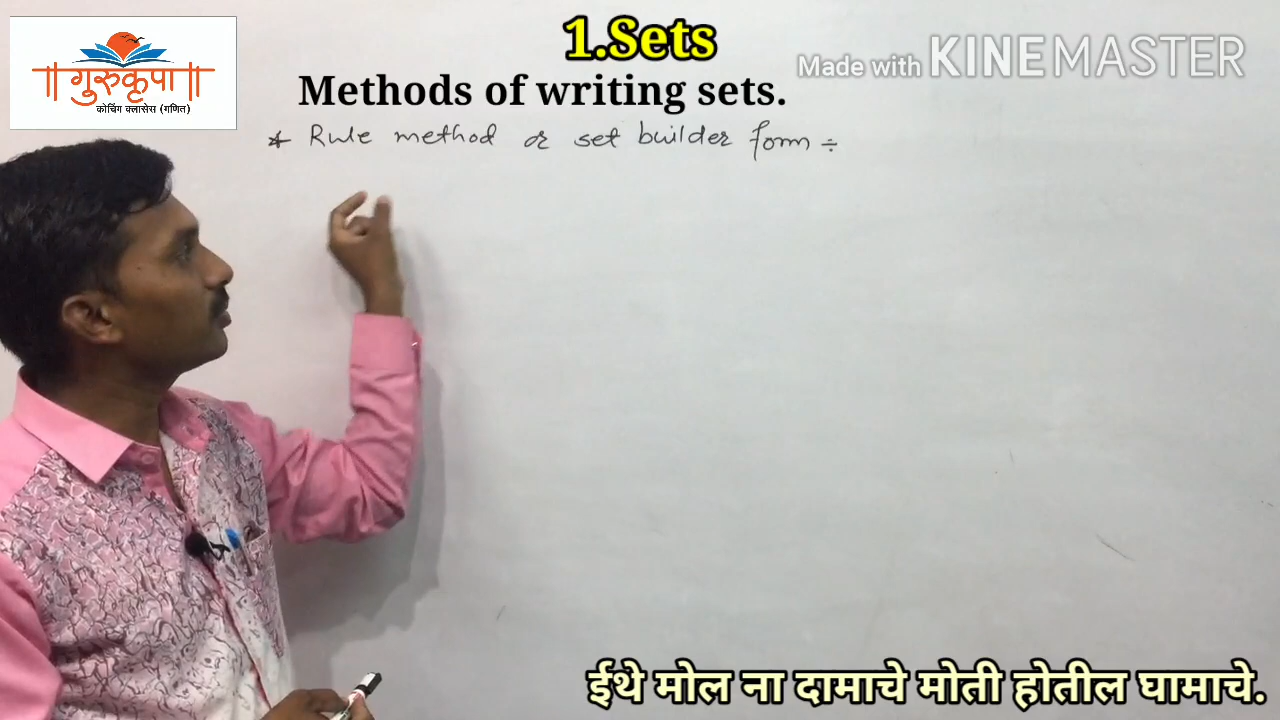 1.Sets
Made with KINEMASTER
॥ गुरुकृपा ॥
कोचिंग क्लासेस (गणित)
Methods of writing sets.
* Rule method or set builder form ÷
ईथे मोल ना दामाचे मोती होतील घामाचे.